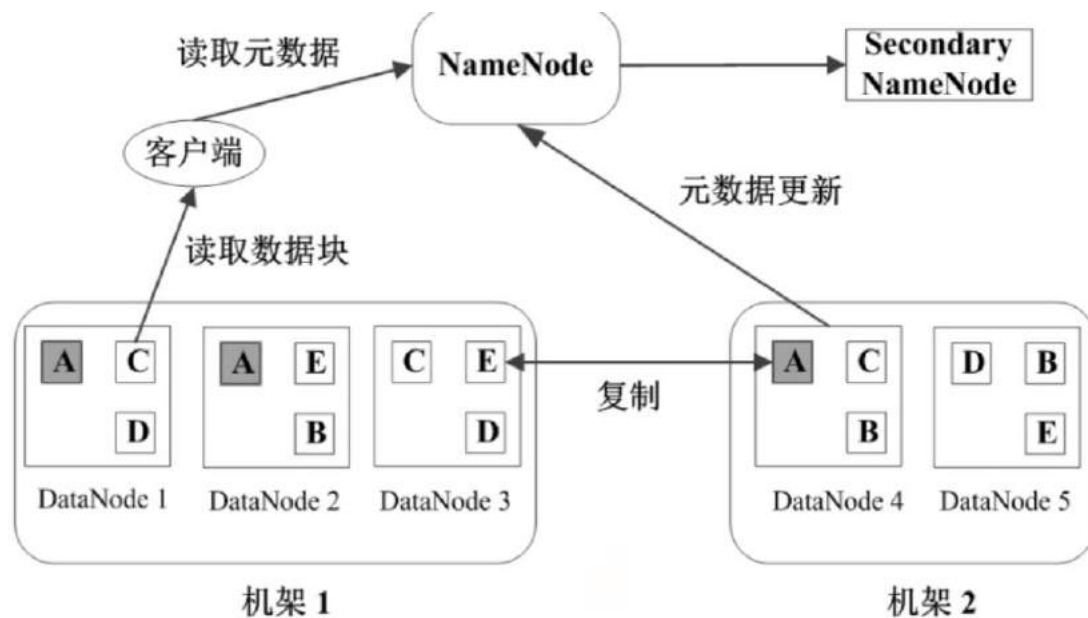 读取元数据
NameNode
Secondary
NameNode
客户端
元数据更新
读取数据块
A C
D
A E
B
C E
D
复制
A C
B
D B
E
DataNode 1
DataNode 2
DataNode 3
DataNode 4
DataNode 5
机架 1
机架 2